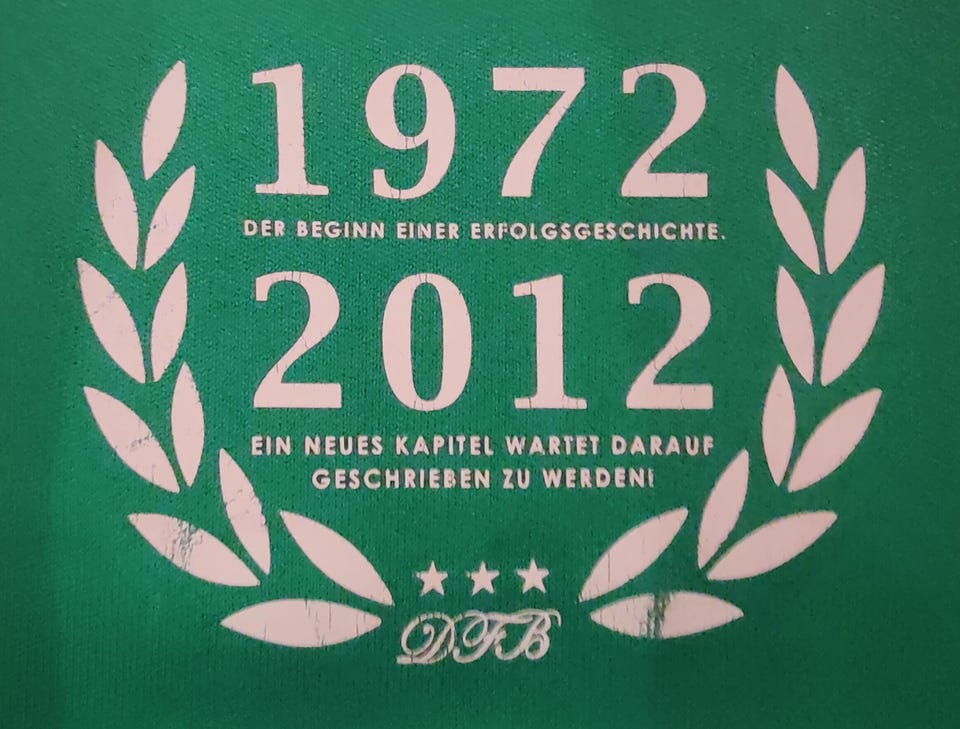 1972
DER BEGINN EINER ERFOLGSGESCHICHTE.
2012
EIN NEUES KAPITEL WARTET DARAUF
GESCHRIEBEN ZU WERDEN!
DFB